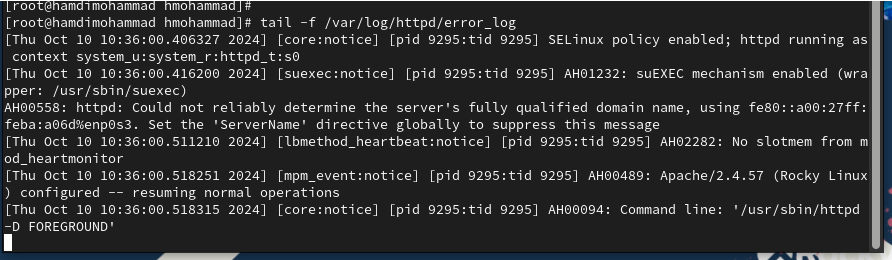 [root@hamdimohammad hmohammad]#
[root@hamdimohammad hmohammad]# tail -f /var/log/httpd/error_log
[Thu Oct 10 10:36:00.406327 2024] [core:notice] [pid 9295:tid 9295] SELinux policy enabled; httpd running as
 context system_u:system_r:httpd_t:s0
[Thu Oct 10 10:36:00.416200 2024] [suexec:notice] [pid 9295:tid 9295] AH01232: suEXEC mechanism enabled (wra
pper: /usr/sbin/suexec)
AH00558: httpd: Could not reliably determine the server's fully qualified domain name, using fe80::a00:27ff:
feba:a06d%enp0s3. Set the 'ServerName' directive globally to suppress this message
[Thu Oct 10 10:36:00.511210 2024] [lbmethod_heartbeat:notice] [pid 9295:tid 9295] AH02282: No slotmem from m
od_heartmonitor
[Thu Oct 10 10:36:00.518251 2024] [mpm_event:notice] [pid 9295:tid 9295] AH00489: Apache/2.4.57 (Rocky Linux
) configured -- resuming normal operations
[Thu Oct 10 10:36:00.518315 2024] [core:notice] [pid 9295:tid 9295] AH00094: Command line: '/usr/sbin/httpd
-D FOREGROUND'